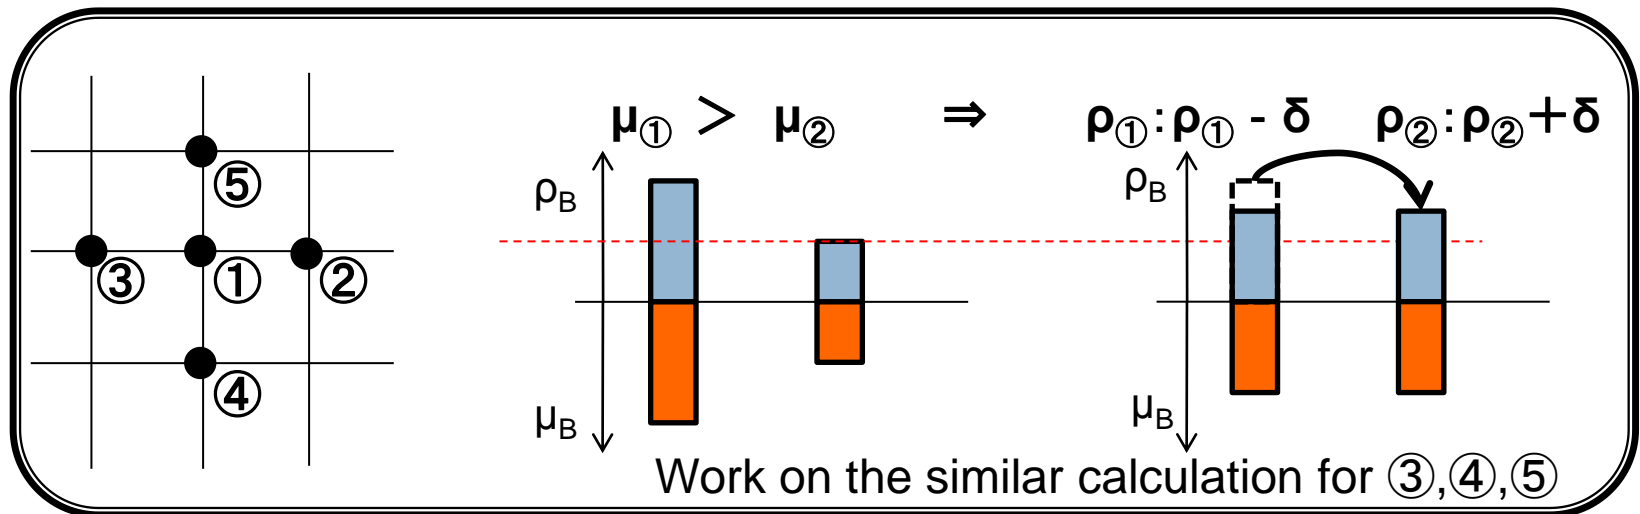 μ① > μ② ⇒ ρ①:ρ① - δ ρ②:ρ②+δ
⑤
ρB
ρB
③ ① ②
④
μB
μB
Work on the similar calculation for ③,④,⑤